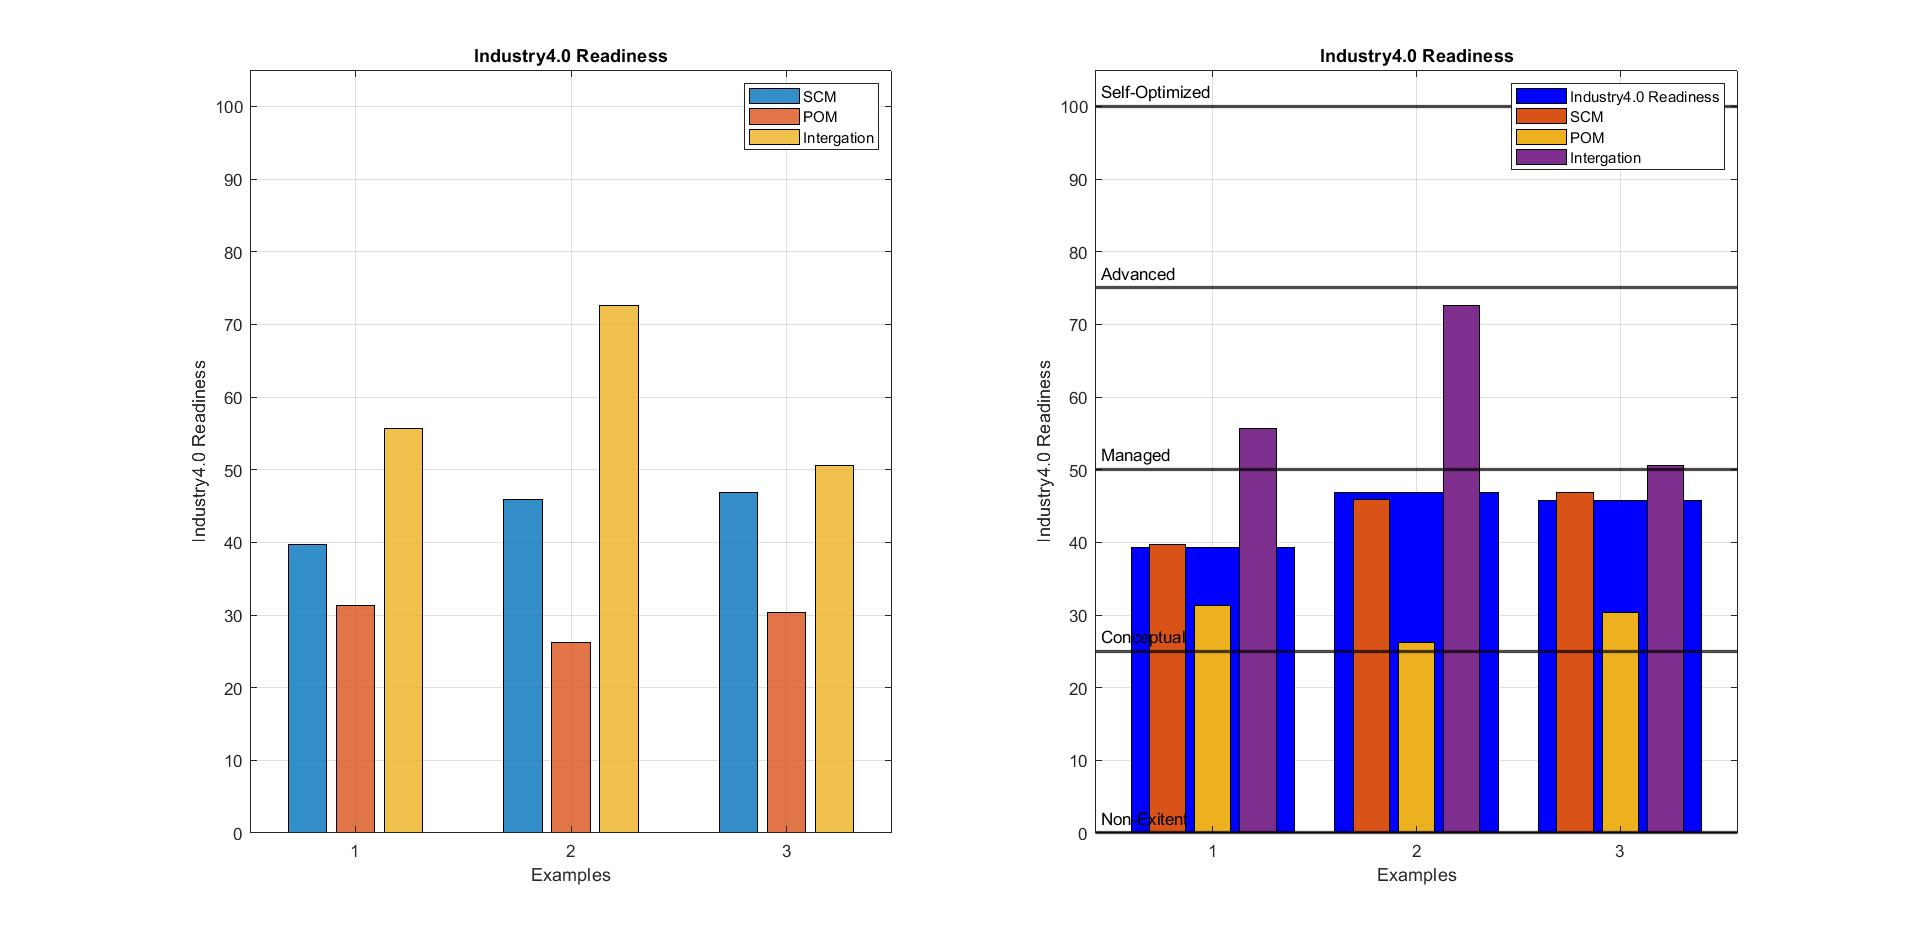 Industry4.0 Readiness
SCM
POM
Intergation
100
90
80
70
60
50
40
30
20
10
0
Industry4.0 Readiness
1
2
3
Examples
Industry4.0 Readiness
Industry4.0 Readiness
SCM
POM
Intergation
Self-Optimized
Advanced
Managed
Conceptual
Non-Exitent
100
90
80
70
60
50
40
30
20
10
0
Industry4.0 Readiness
1
2
3
Examples